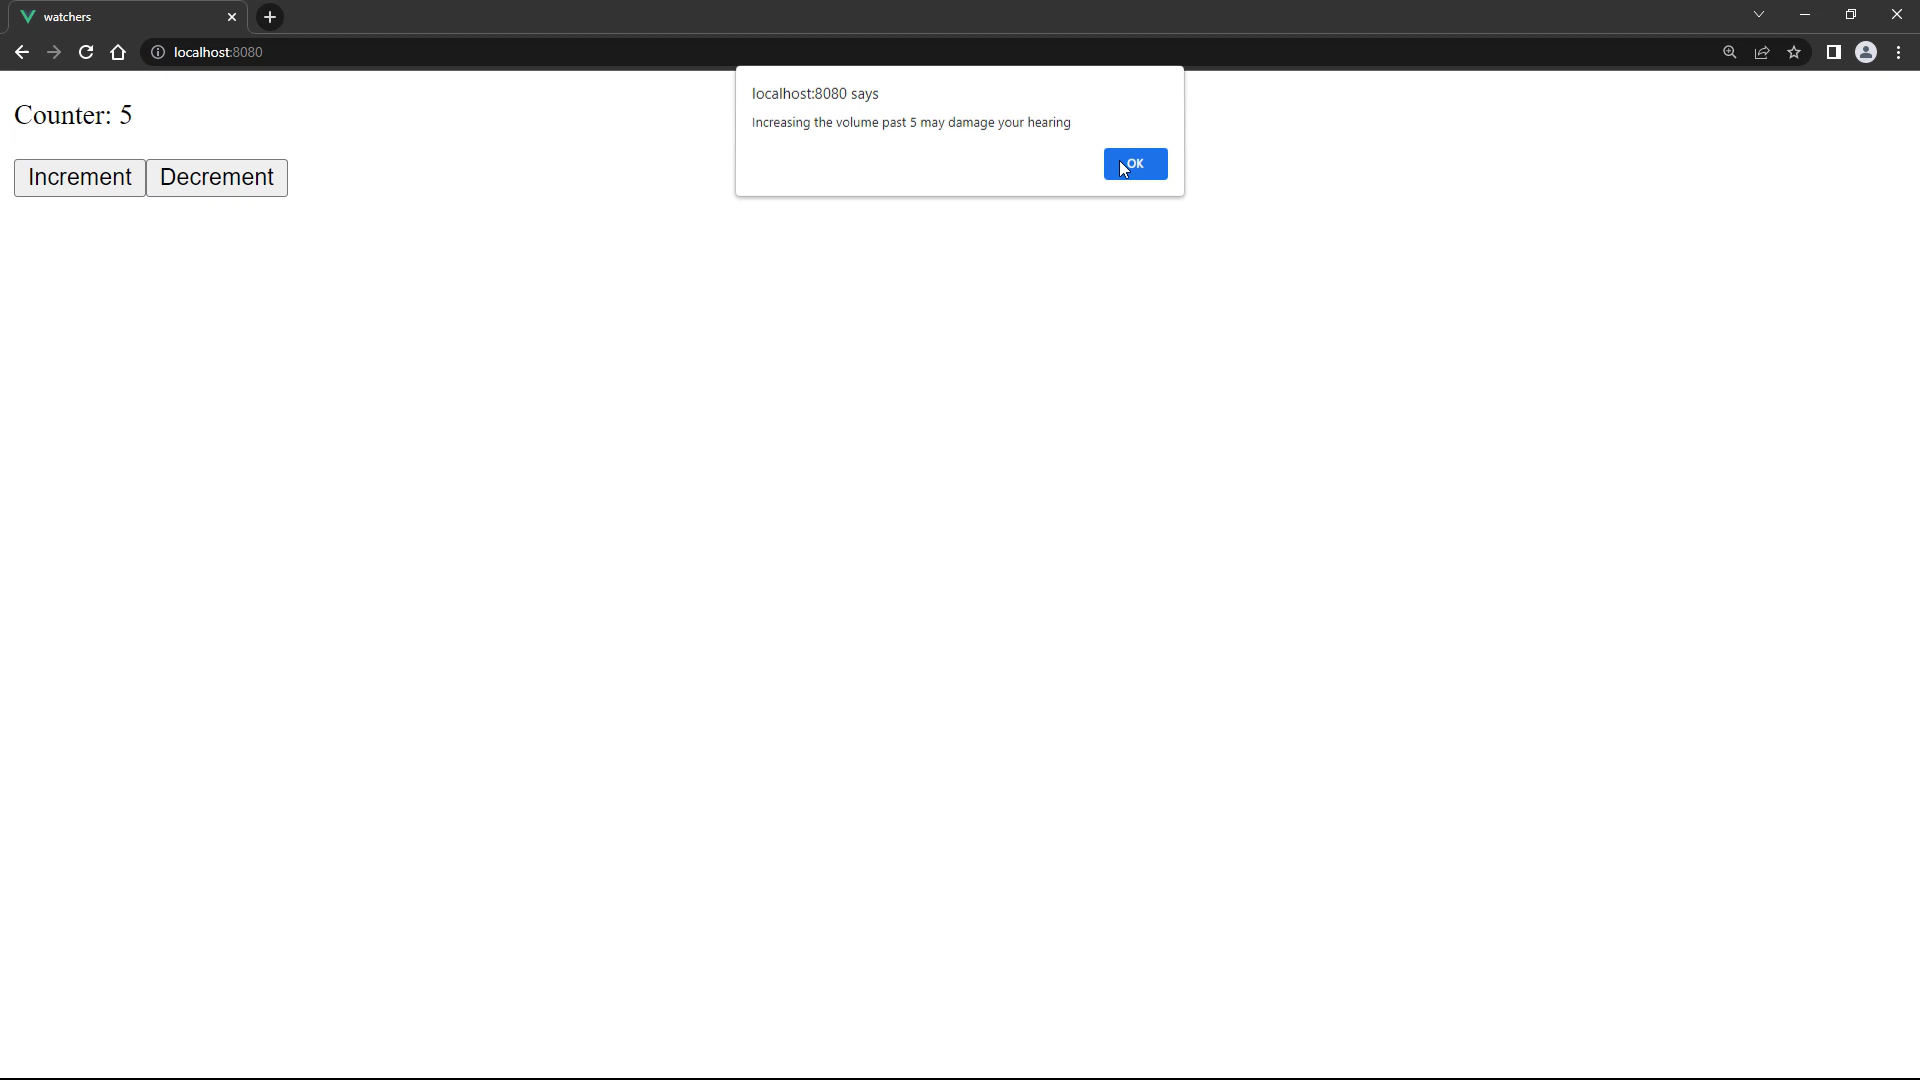 watchers
localhost:8080
localhost:8080 says
Increasing the volume past 5 may damage your hearing
OK
Counter: 5
Increment Decrement